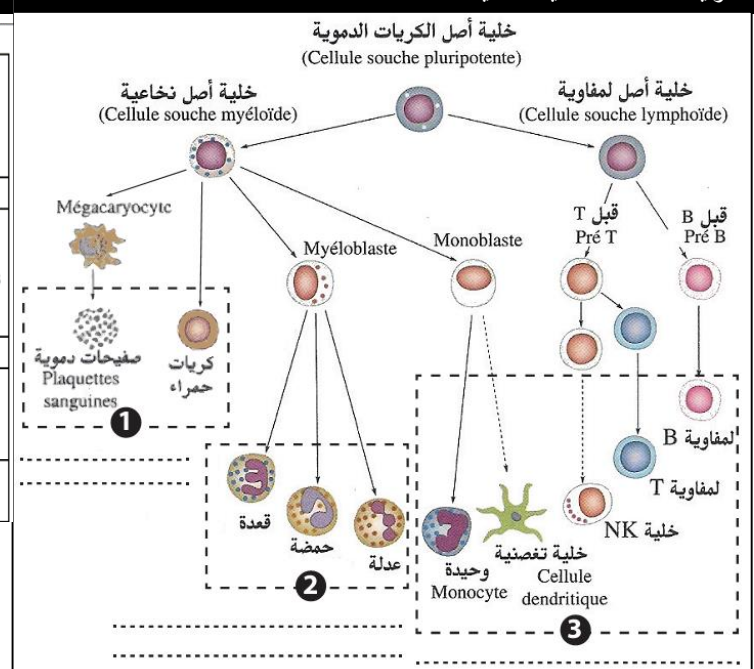 خلية أصل الكريات الدموية
(Cellule souche pluripotente)
خلية أصل نخاعية
(Cellule souche myéloïde)
خلية أصل لمفاوية
(Cellule souche lymphoïde)
Mégacaryocyte
Myéloblaste
Monoblaste
قبل T
Pré T
قبل B
Pré B
صفيحات دموية
Plaquettes
sanguines
كريات
حمراء
1
قعدة
حمضة
عدلة
2
وحيدة
Monocyte
خلية تغصنية
Cellule
dendritique
خلية NK
لمفاوية T
لمفاوية B
3